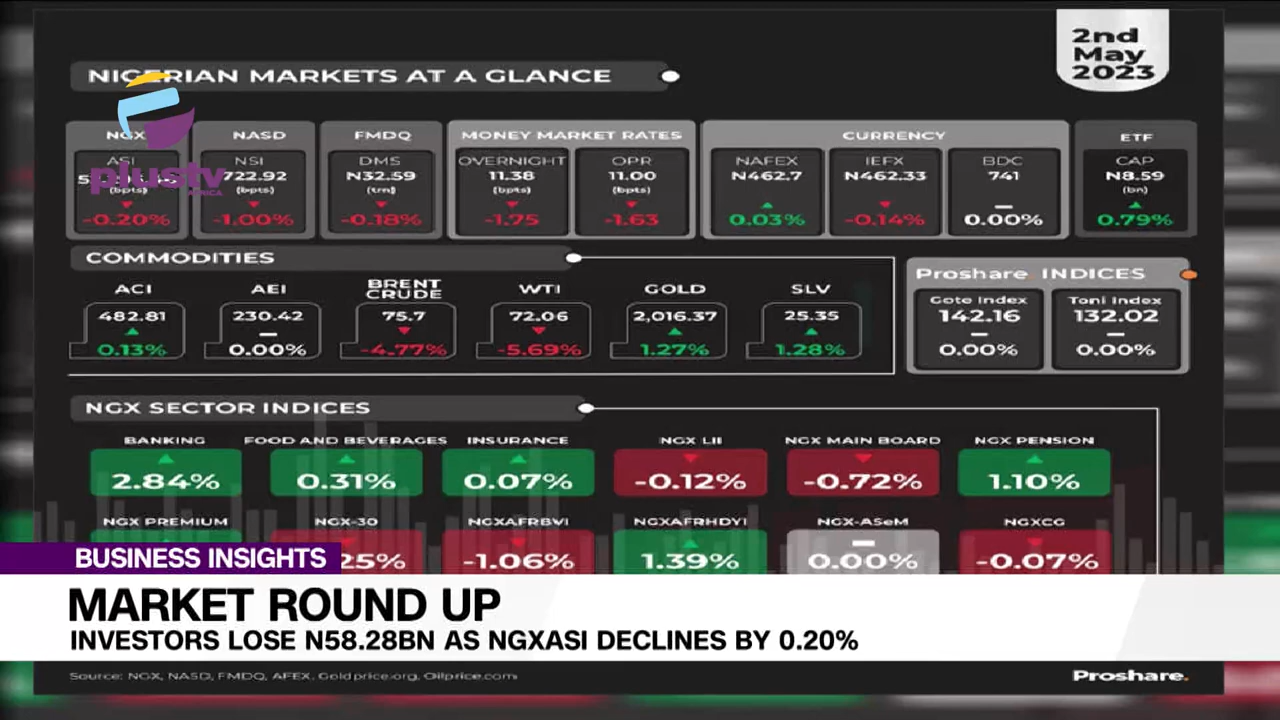 2nd
May
2023
NIGERIAN MARKETS AT A GLANCE
NGX NASD FMDQ MONEY MARKET RATES CURRENCY ETF
ASI NSI DMS OVERNIGHT OPR NAFEX IEFX BDC CAP
722.92 N32.59 11.38 11.00 N462.7 N462.33 741 N8.59
(bpts) (bpts) (trn) (bpts) (bpts) (bn)
-0.20% -1.00% -0.18% -1.75 -1.63 0.03% -0.14% 0.00% 0.79%
plustv
AFRICA
COMMODITIES
ACI AEI BRENT CRUDE WTI GOLD SLV
482.81 230.42 75.7 72.06 2,016.37 25.35
0.13% 0.00% -4.77% -5.69% 1.27% 1.28%
Proshare INDICES
Gote Index Toni Index
142.16 132.02
0.00% 0.00%
NGX SECTOR INDICES
BANKING FOOD AND BEVERAGES INSURANCE NGX LII NGX MAIN BOARD NGX PENSION
2.84% 0.31% 0.07% -0.12% -0.72% 1.10%
NGX PREMIUM NGX-30 NGXAFRBVI NGXAFRHDYI NGX-ASeM NGXCG
25% -1.06% 1.39% 0.00% -0.07%
BUSINESS INSIGHTS
MARKET ROUND UP
INVESTORS LOSE N58.28BN AS NGXASI DECLINES BY 0.20%
Source: NGX, NASD, FMDQ, AFEX, Goldprice.org, Oilprice.com
Proshare.